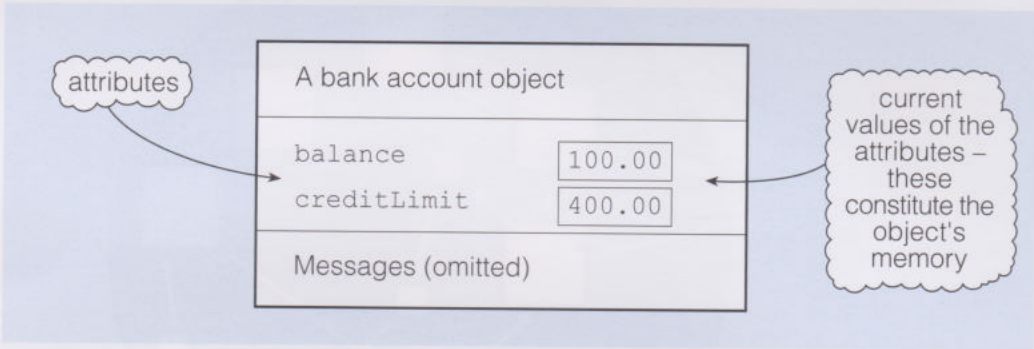 attributes
A bank account object
balance 100.00
creditLimit 400.00
Messages (omitted)
current
values of the
attributes –
these
constitute the
object's
memory